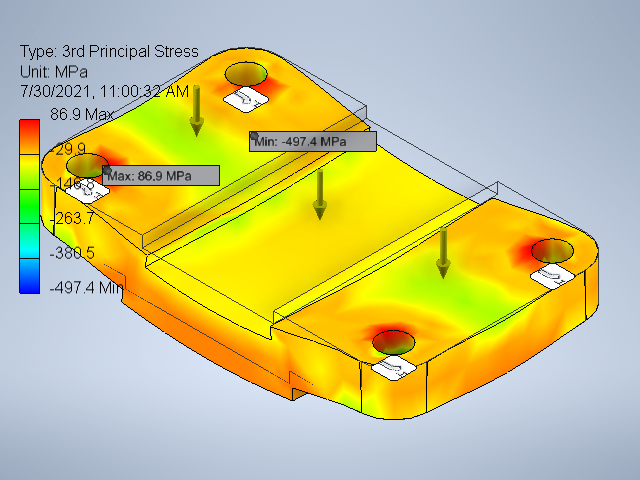 Type: 3rd Principal Stress
Unit: MPa
7/30/2021, 11:00:32 AM
86.9 Max
-29.9
Min: -497.4 MPa
Max: 86.9 MPa
-146.8
-263.7
-380.5
-497.4 Min